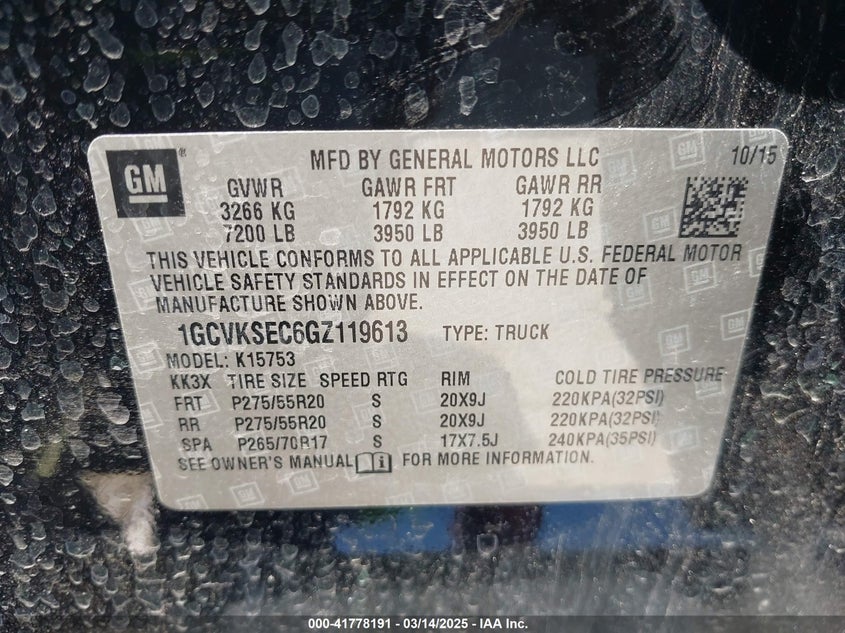 GM ® MFD BY GENERAL MOTORS LLC 10/15
GVWR GAWR FRT GAWR RR
3266 KG 1792 KG 1792 KG
7200 LB 3950 LB 3950 LB
THIS VEHICLE CONFORMS TO ALL APPLICABLE U.S. FEDERAL MOTOR
VEHICLE SAFETY STANDARDS IN EFFECT ON THE DATE OF
MANUFACTURE SHOWN ABOVE.
1GCVKSEC6GZ119613 TYPE: TRUCK
MODEL: K15753
KK3X TIRE SIZE SPEED RTG RIM COLD TIRE PRESSURE
FRT P275/55R20 S 20X9J 220KPA(32PSI)
RR P275/55R20 S 20X9J 220KPA(32PSI)
SPA P265/70R17 S 17X7.5J 240KPA(35PSI)
SEE OWNER'S MANUAL FOR MORE INFORMATION.
000-41778191 - 03/14/2025 - IAA Inc.